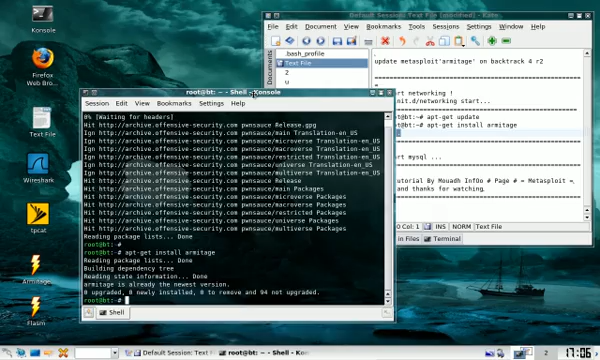 Konsole
Firefox
Web Bro...
Text File
Wireshark
tpcat
Armitage
Default Session: Text File [modified] - Kate
File Edit Document View Bookmarks Tools Sessions Settings Window Help
Documents
.bash_profile
Text File
2
u
update metasploit'armitage' on backtrack 4 r2
art networking !
init.d/networking start...
@bt:~# apt-get update
@bt:~# apt-get install armitage
rt mysql ...
utorial By Mouadh InfOo # Page # = Metasploit =,
and thanks for watching.
Col: 1 INS NORM Text File
in Files Terminal
root@bt: ~ - Shell - Konsole
Session Edit View Bookmarks Settings Help
0% [Waiting for headers]
Hit http://archive.offensive-security.com pwnsauce Release.gpg
Ign http://archive.offensive-security.com pwnsauce/main Translation-en_US
Ign http://archive.offensive-security.com pwnsauce/microverse Translation-en_US
Ign http://archive.offensive-security.com pwnsauce/macroverse Translation-en_US
Ign http://archive.offensive-security.com pwnsauce/restricted Translation-en_US
Ign http://archive.offensive-security.com pwnsauce/universe Translation-en_US
Ign http://archive.offensive-security.com pwnsauce/multiverse Translation-en_US
Hit http://archive.offensive-security.com pwnsauce Release
Hit http://archive.offensive-security.com pwnsauce/main Packages
Hit http://archive.offensive-security.com pwnsauce/microverse Packages
Hit http://archive.offensive-security.com pwnsauce/macroverse Packages
Hit http://archive.offensive-security.com pwnsauce/restricted Packages
Hit http://archive.offensive-security.com pwnsauce/universe Packages
Hit http://archive.offensive-security.com pwnsauce/multiverse Packages
Reading package lists... Done
root@bt:~#
root@bt:~# apt-get install armitage
Reading package lists... Done
Building dependency tree
Reading state information... Done
armitage is already the newest version.
0 upgraded, 0 newly installed, 0 to remove and 94 not upgraded.
root@bt:~#
Shell
Default Session: Text F
root@bt: ~ - Shell - Kons
2
17:06